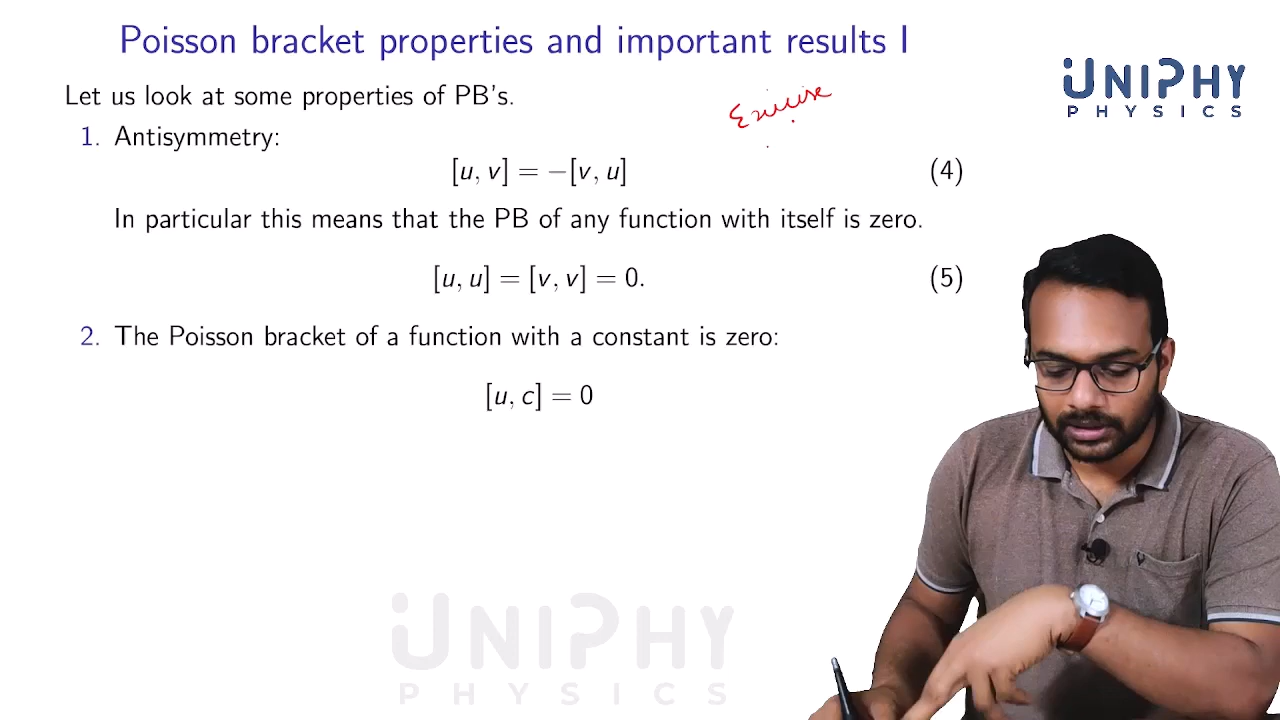 Poisson bracket properties and important results I
Let us look at some properties of PB's.
Exercise
1. Antisymmetry:
[u, v] = −[v, u] (4)
In particular this means that the PB of any function with itself is zero.
[u, u] = [v, v] = 0. (5)
2. The Poisson bracket of a function with a constant is zero:
[u, c] = 0
UNIPHY
PHYSICS
UNIPHY
PHYSICS